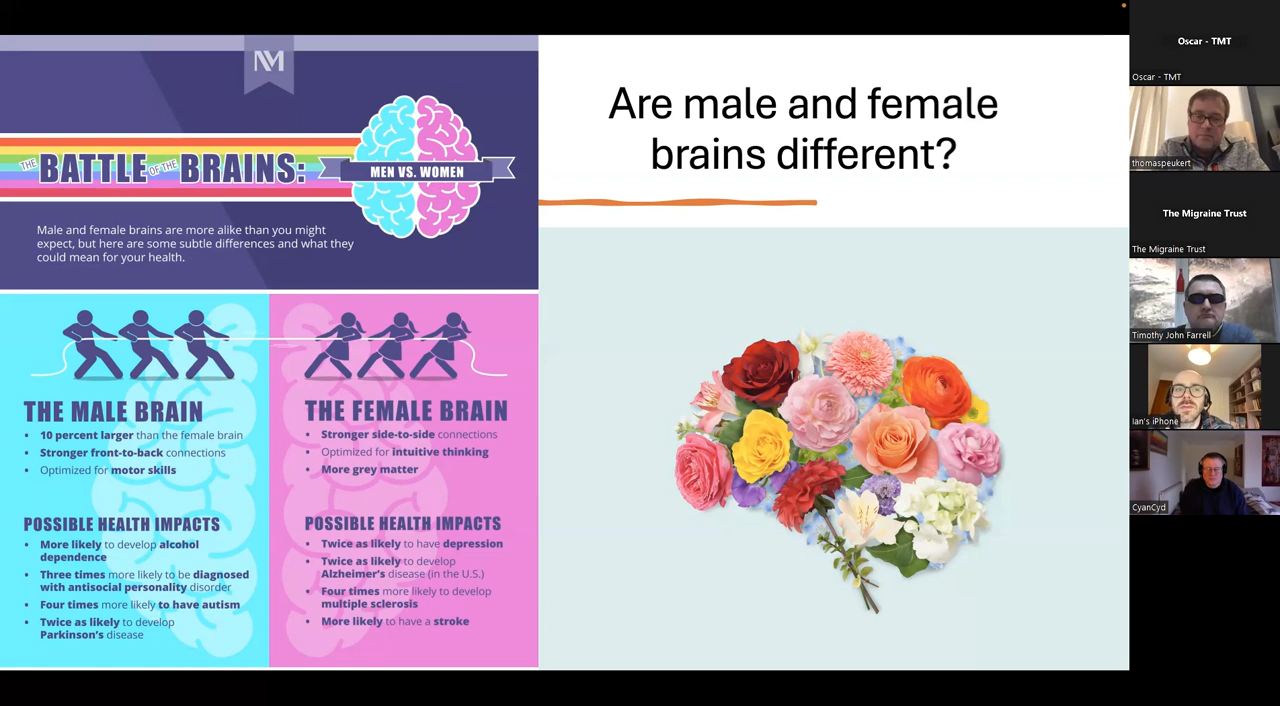 NM
THE BATTLE OF THE BRAINS:
MEN VS. WOMEN
Male and female brains are more alike than you might
expect, but here are some subtle differences and what they
could mean for your health.
THE MALE BRAIN
• 10 percent larger than the female brain
• Stronger front-to-back connections
• Optimized for motor skills
POSSIBLE HEALTH IMPACTS
• More likely to develop alcohol
dependence
• Three times more likely to be diagnosed
with antisocial personality disorder
• Four times more likely to have autism
• Twice as likely to develop
Parkinson's disease
THE FEMALE BRAIN
• Stronger side-to-side connections
• Optimized for intuitive thinking
• More grey matter
POSSIBLE HEALTH IMPACTS
• Twice as likely to have depression
• Twice as likely to develop
Alzheimer's disease (in the U.S.)
• Four times more likely to develop
multiple sclerosis
• More likely to have a stroke
Are male and female
brains different?
Oscar - TMT
Oscar - TMT
thomaspeukert
The Migraine Trust
The Migraine Trust
Timothy John Farrell
Ian's iPhone
CyanCyd